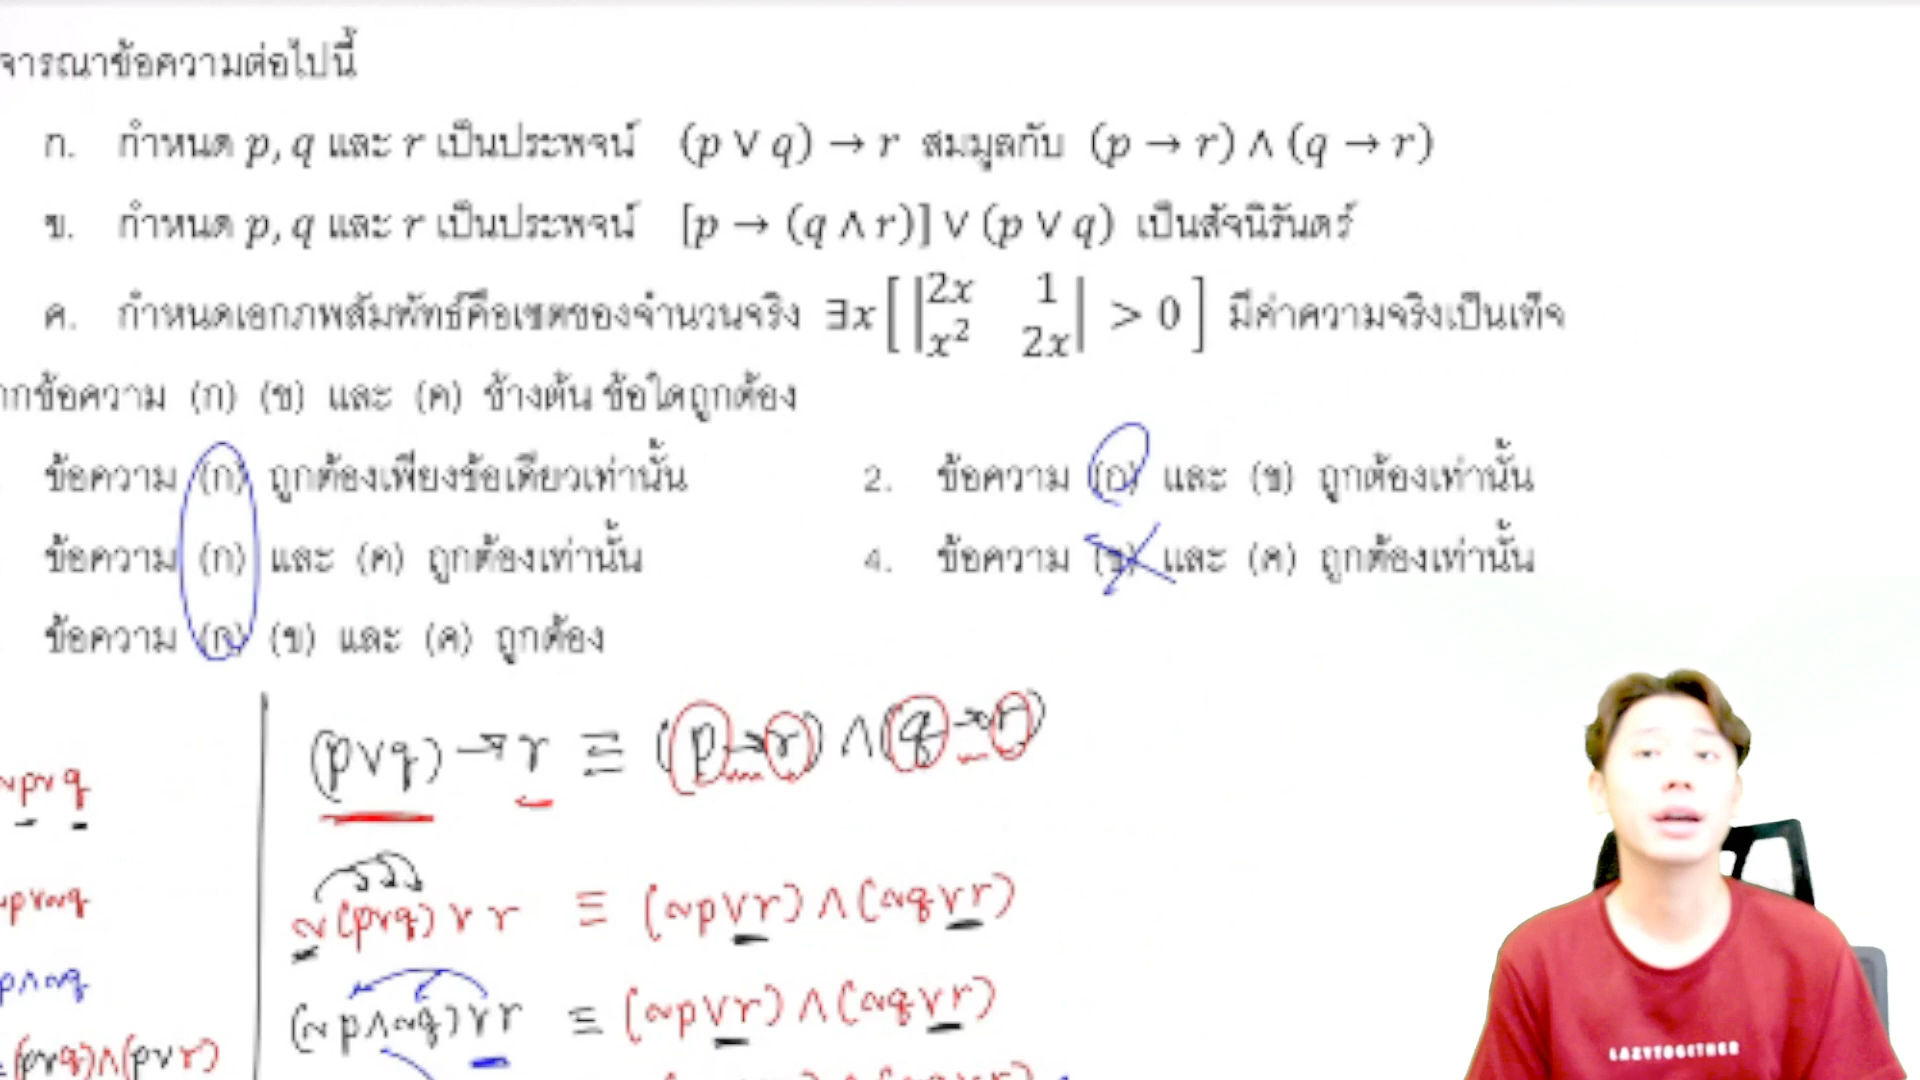 จารณาข้อความต่อไปนี้
ก. กำหนด p, q และ r เป็นประพจน์ (p ∨ q) → r สมมูลกับ (p → r) ∧ (q → r)
ข. กำหนด p, q และ r เป็นประพจน์ [p → (q ∧ r)] ∨ (p ∨ q) เป็นสัจนิรันดร์
ค. กำหนดเอกภพสัมพัทธ์คือเซตของจำนวนจริง ∃x[|2x 1 x² 2x| > 0] มีค่าความจริงเป็นเท็จ
ากข้อความ (ก) (ข) และ (ค) ข้างต้น ข้อใดถูกต้อง
ข้อความ (ก) ถูกต้องเพียงข้อเดียวเท่านั้น
2. ข้อความ (ก) และ (ข) ถูกต้องเท่านั้น
ข้อความ (ก) และ (ค) ถูกต้องเท่านั้น
4. ข้อความ (ข) และ (ค) ถูกต้องเท่านั้น
ข้อความ (ก) (ข) และ (ค) ถูกต้อง
(p∨q) → r ≡ (p→r) ∧ (q→r)
~p∨q
~(p∨q) ∨ r ≡ (~p∨r) ∧ (~q∨r)
~p∨~q
p∧~q
(~p∧~q) ∨ r ≡ (~p∨r) ∧ (~q∨r)
≡(p∨q)∧(p∨r)
LAZYTOGETHER